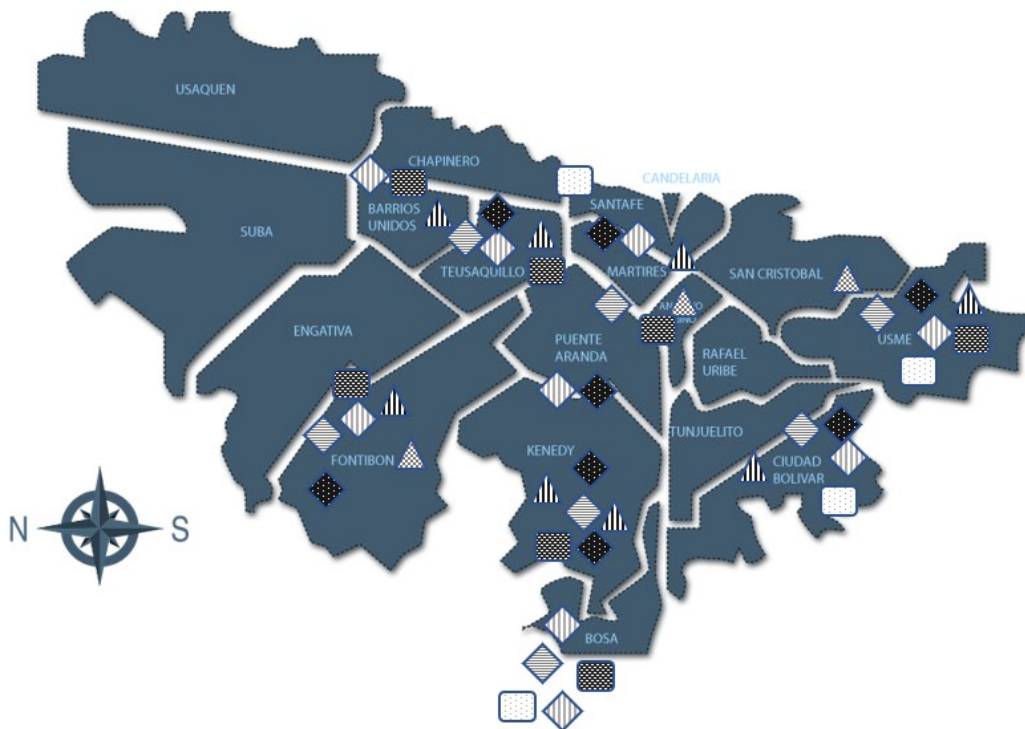 USAQUEN
CHAPINERO
CANDELARIA
SANTAFE
BARRIOS
UNIDOS
SUBA
TEUSAQUILLO
MARTIRES
SAN CRISTOBAL
ENGATIVA
PUENTE
ARANDA
RAFAEL
URIBE
USME
TUNJUELITO
KENEDY
FONTIBON
CIUDAD
BOLIVAR
N
S
BOSA